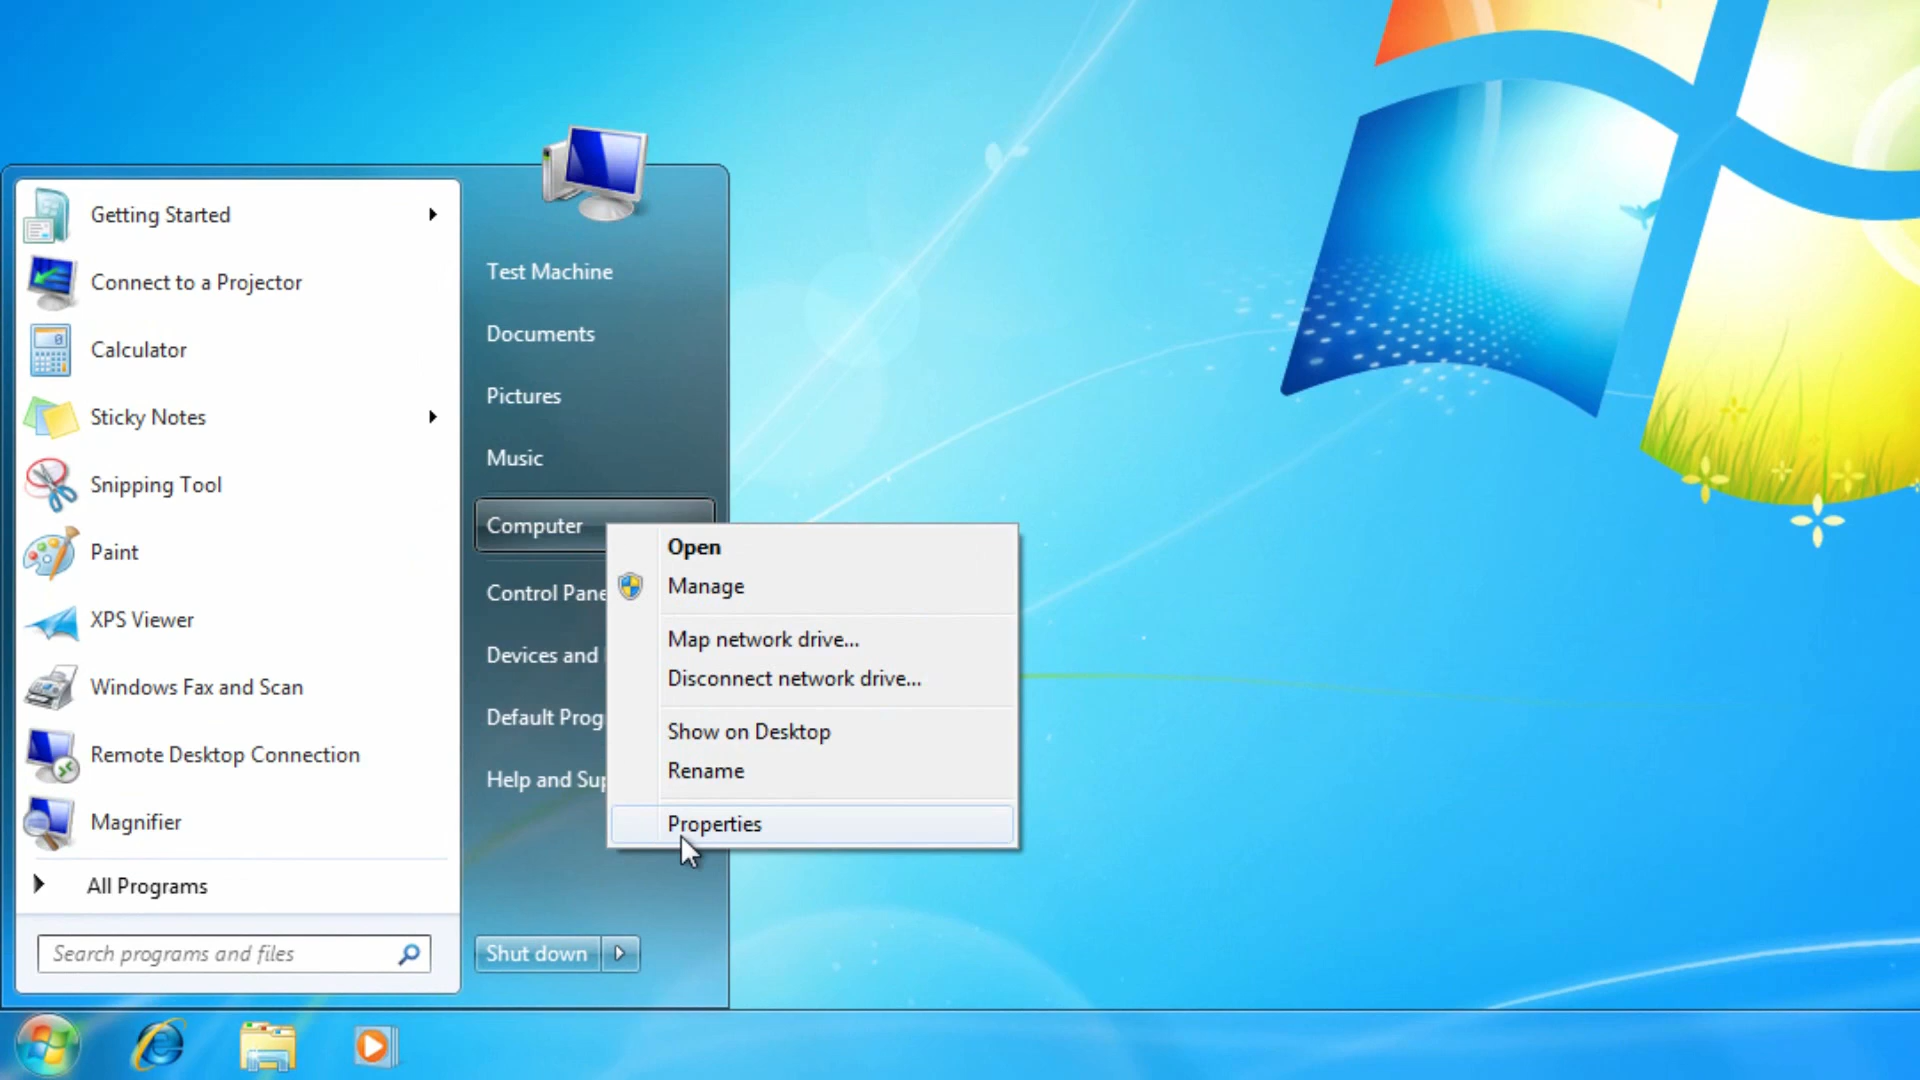 Getting Started
Connect to a Projector
Calculator
Sticky Notes
Snipping Tool
Paint
XPS Viewer
Windows Fax and Scan
Remote Desktop Connection
Magnifier
All Programs
Search programs and files
Test Machine
Documents
Pictures
Music
Computer
Control Pane
Devices and
Default Prog
Help and Sup
Shut down
Open
Manage
Map network drive...
Disconnect network drive...
Show on Desktop
Rename
Properties